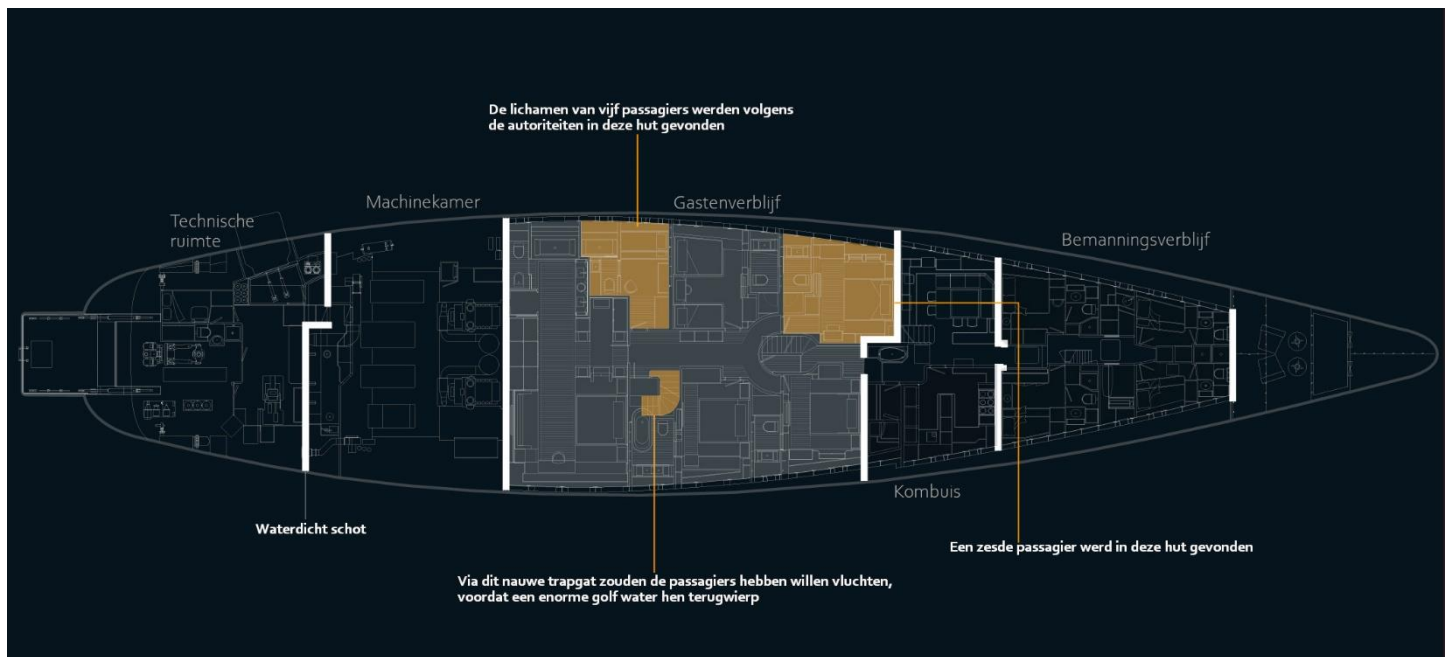 De lichamen van vijf passagiers werden volgens
de autoriteiten in deze hut gevonden
Machinekamer
Gastenverblijf
Technische
ruimte
Bemanningsverblijf
Kombuis
Waterdicht schot
Een zesde passagier werd in deze hut gevonden
Via dit nauwe trapgat zouden de passagiers hebben willen vluchten,
voordat een enorme golf water hen terugwierp